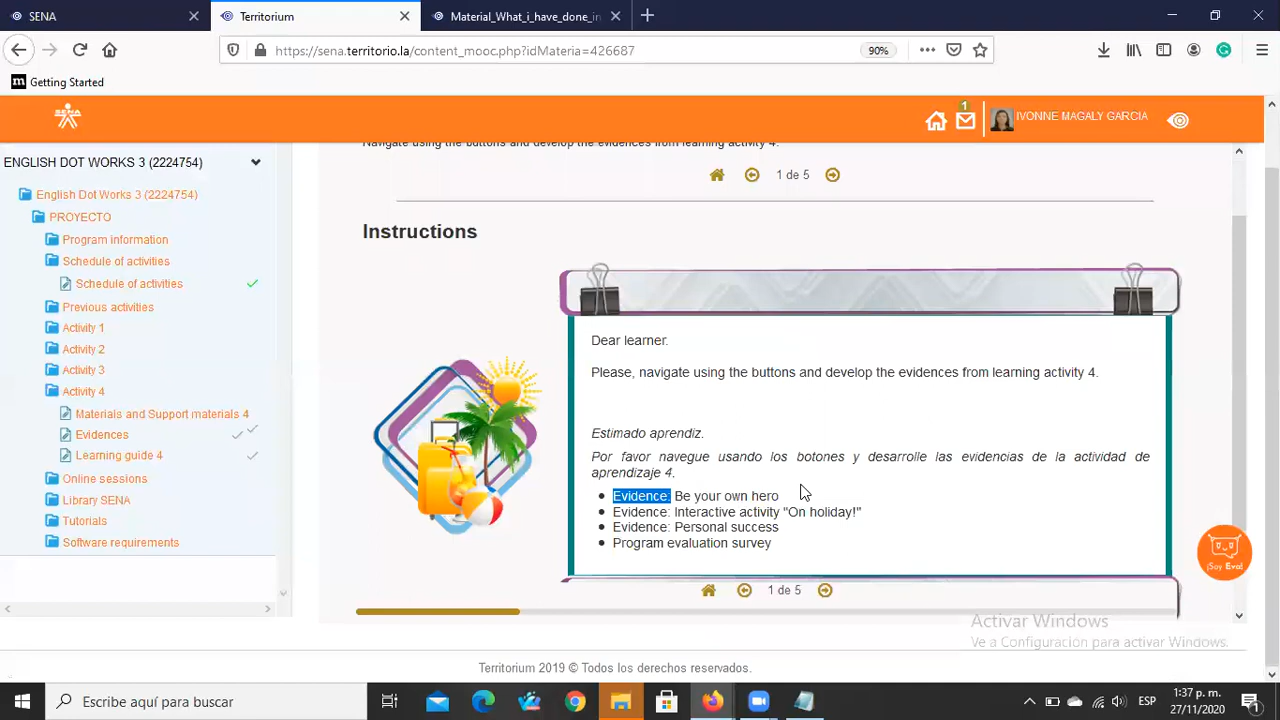 SENA
Territorium
Material_What_i_have_done_in
https://sena.territorio.la/content_mooc.php?idMateria=426687
90%
Getting Started
SENA
1
IVONNE MAGALY GARCIA
ENGLISH DOT WORKS 3 (2224754)
English Dot Works 3 (2224754)
PROYECTO
Program information
Schedule of activities
Schedule of activities
Previous activities
Activity 1
Activity 2
Activity 3
Activity 4
Materials and Support materials 4
Evidences
Learning guide 4
Online sessions
Library SENA
Tutorials
Software requirements
Navigate using the buttons and develop the evidences from learning activity 4.
1 de 5
Instructions
Dear learner.
Please, navigate using the buttons and develop the evidences from learning activity 4.
Estimado aprendiz.
Por favor navegue usando los botones y desarrolle las evidencias de la actividad de
aprendizaje 4.
Evidence: Be your own hero
Evidence: Interactive activity "On holiday!"
Evidence: Personal success
Program evaluation survey
1 de 5
¡Soy Eva!
Activar Windows
Ve a Configuración para activar Windows.
Territorium 2019 © Todos los derechos reservados.
Escribe aquí para buscar
ESP
1:37 p. m.
27/11/2020
1